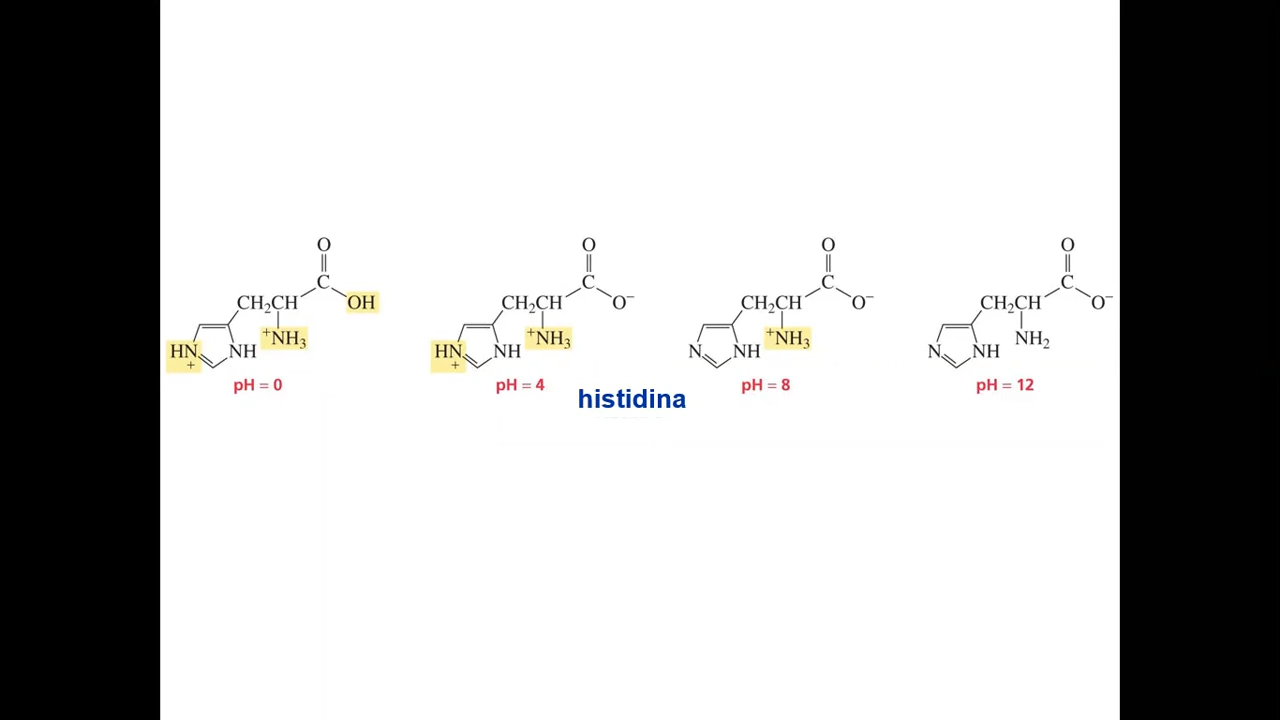 O O O O
C C C C
CH₂CH OH CH₂CH O⁻ CH₂CH O⁻ CH₂CH O⁻
⁺NH₃ ⁺NH₃ ⁺NH₃ NH₂
HN NH HN NH N NH N NH
+ +
pH = 0 pH = 4 pH = 8 pH = 12
histidina